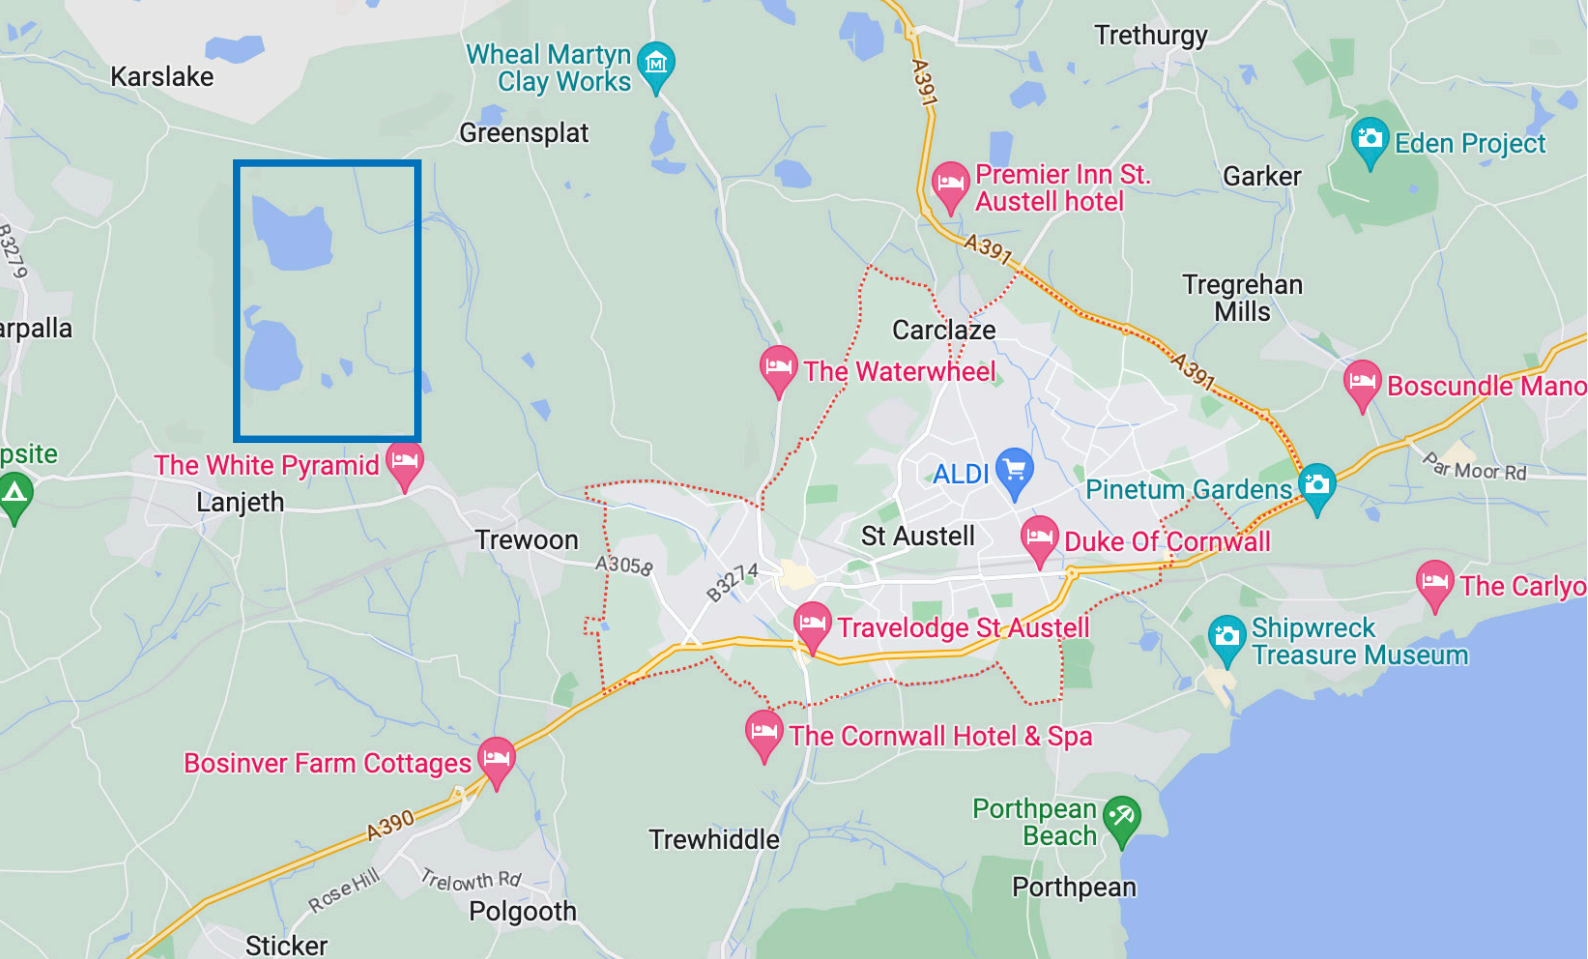 Trethurgy
Wheal Martyn
Clay Works
Karslake
A391
Greensplat
Eden Project
Premier Inn St.
Austell hotel
Garker
B3279
A391
Tregrehan
Mills
arpalla
Carclaze
The Waterwheel
A391
Boscundle Mano
psite
The White Pyramid
ALDI
Par Moor Rd
Lanjeth
Pinetum Gardens
Trewoon
St Austell
Duke Of Cornwall
A3058
B3274
The Carlyo
Travelodge St Austell
Shipwreck
Treasure Museum
The Cornwall Hotel & Spa
Bosinver Farm Cottages
A390
Porthpean
Beach
Trewhiddle
Rose Hill
Trelowth Rd
Porthpean
Polgooth
Sticker